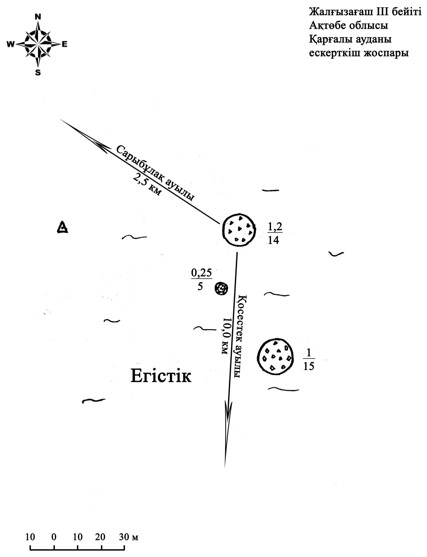 N
W E
S
Жалғызағаш III бейіті
Ақтөбе облысы
Қарғалы ауданы
ескерткіш жоспары
Сарыбұлақ ауылы
2,5 км
1,2
14
0,25
5
Қосестек ауылы
10,0 км
1
15
Егістік
10 0 10 20 30 м